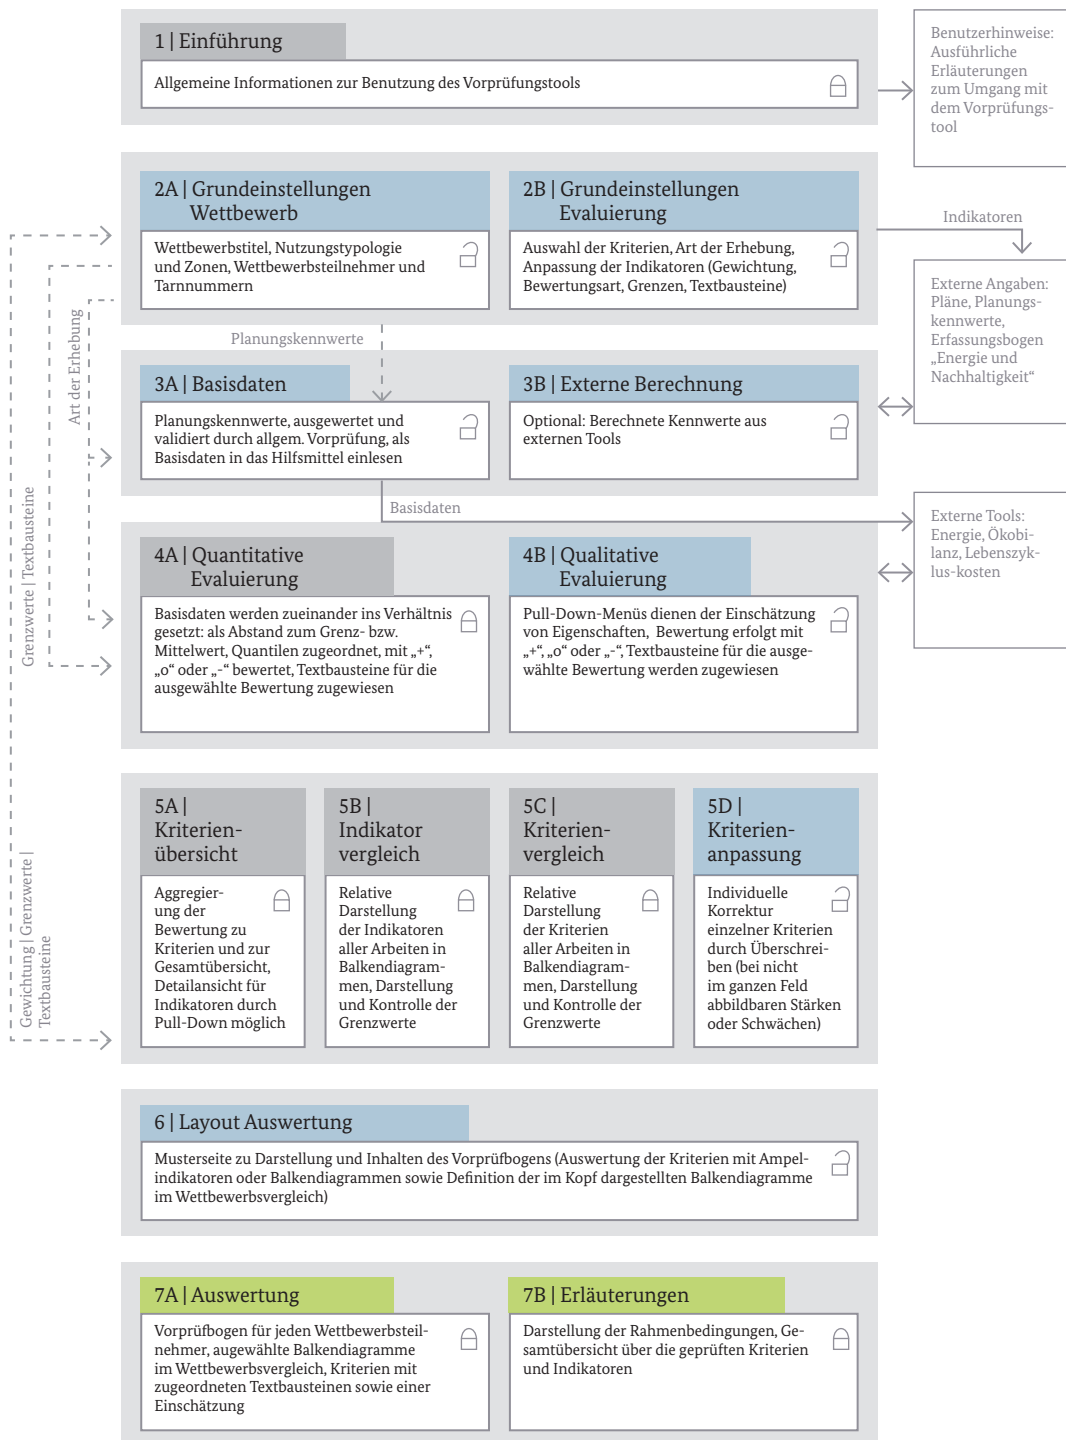 1 | Einführung
Allgemeine Informationen zur Benutzung des Vorprüfungstools
Benutzerhinweise:
Ausführliche
Erläuterungen
zum Umgang mit
dem Vorprüfungs-
tool
2A | Grundeinstellungen
Wettbewerb
Wettbewerbstitel, Nutzungstypologie
und Zonen, Wettbewerbsteilnehmer und
Tarnnummern
2B | Grundeinstellungen
Evaluierung
Auswahl der Kriterien, Art der Erhebung,
Anpassung der Indikatoren (Gewichtung,
Bewertungsart, Grenzen, Textbausteine)
Indikatoren
Externe Angaben:
Pläne, Planungs-
kennwerte,
Erfassungsbogen
„Energie und
Nachhaltigkeit“
Planungskennwerte
Art der Erhebung
Grenzwerte | Textbausteine
Gewichtung | Grenzwerte |
Textbausteine
3A | Basisdaten
Planungskennwerte, ausgewertet und
validiert durch allgem. Vorprüfung, als
Basisdaten in das Hilfsmittel einlesen
3B | Externe Berechnung
Optional: Berechnete Kennwerte aus
externen Tools
Basisdaten
Externe Tools:
Energie, Ökobi-
lanz, Lebenszyk-
lus-kosten
4A | Quantitative
Evaluierung
Basisdaten werden zueinander ins Verhältnis
gesetzt: als Abstand zum Grenz- bzw.
Mittelwert, Quantilen zugeordnet, mit „+“,
„o“ oder „-“ bewertet, Textbausteine für die
ausgewählte Bewertung zugewiesen
4B | Qualitative
Evaluierung
Pull-Down-Menüs dienen der Einschätzung
von Eigenschaften, Bewertung erfolgt mit
„+“, „o“ oder „-“, Textbausteine für die ausge-
wählte Bewertung werden zugewiesen
5A |
Kriterien-
übersicht
Aggregier-
ung der
Bewertung zu
Kriterien und zur
Gesamtübersicht,
Detailansicht für
Indikatoren durch
Pull-Down möglich
5B |
Indikator
vergleich
Relative
Darstellung
der Indikatoren
aller Arbeiten in
Balkendiagram-
men, Darstellung
und Kontrolle der
Grenzwerte
5C |
Kriterien-
vergleich
Relative
Darstellung
der Kriterien
aller Arbeiten in
Balkendiagram-
men, Darstellung
und Kontrolle der
Grenzwerte
5D |
Kriterien-
anpassung
Individuelle
Korrektur
einzelner Kriterien
durch Überschrei-
ben (bei nicht
im ganzen Feld
abbildbaren Stärken
oder Schwächen)
6 | Layout Auswertung
Musterseite zu Darstellung und Inhalten des Vorprüfbogens (Auswertung der Kriterien mit Ampel-
indikatoren oder Balkendiagrammen sowie Definition der im Kopf dargestellten Balkendiagramme
im Wettbewerbsvergleich)
7A | Auswertung
Vorprüfbogen für jeden Wettbewerbsteil-
nehmer, augewählte Balkendiagramme
im Wettbewerbsvergleich, Kriterien mit
zugeordneten Textbausteinen sowie einer
Einschätzung
7B | Erläuterungen
Darstellung der Rahmenbedingungen, Ge-
samtübersicht über die geprüften Kriterien
und Indikatoren